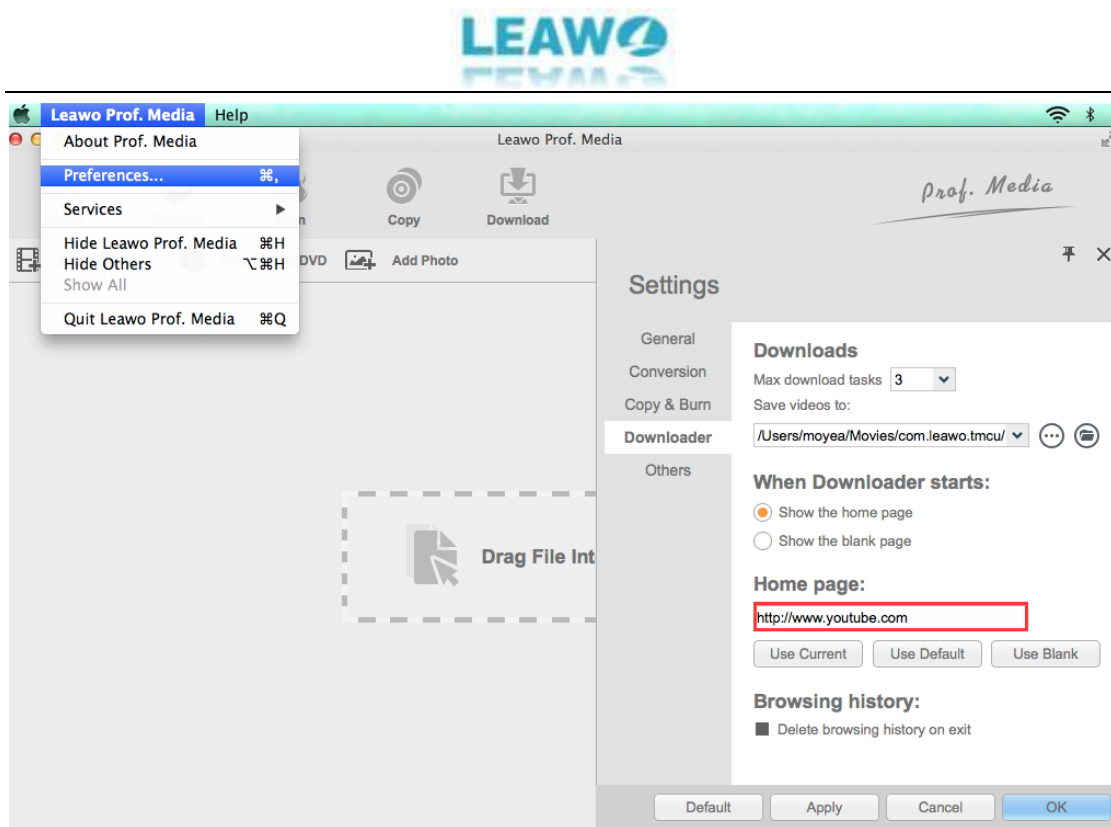 LEAWO
Leawo Prof. Media Help
Leawo Prof. Media
About Prof. Media
Preferences... ⌘,
Services ▶
Hide Leawo Prof. Media ⌘H
Hide Others ⌥⌘H
Show All
Quit Leawo Prof. Media ⌘Q
Copy
Download
Prof. Media
DVD
Add Photo
Drag File Int
Settings
General
Conversion
Copy & Burn
Downloader
Others
Downloads
Max download tasks 3
Save videos to:
/Users/moyea/Movies/com.leawo.tmcu/
When Downloader starts:
Show the home page
Show the blank page
Home page:
http://www.youtube.com
Use Current Use Default Use Blank
Browsing history:
Delete browsing history on exit
Default Apply Cancel OK